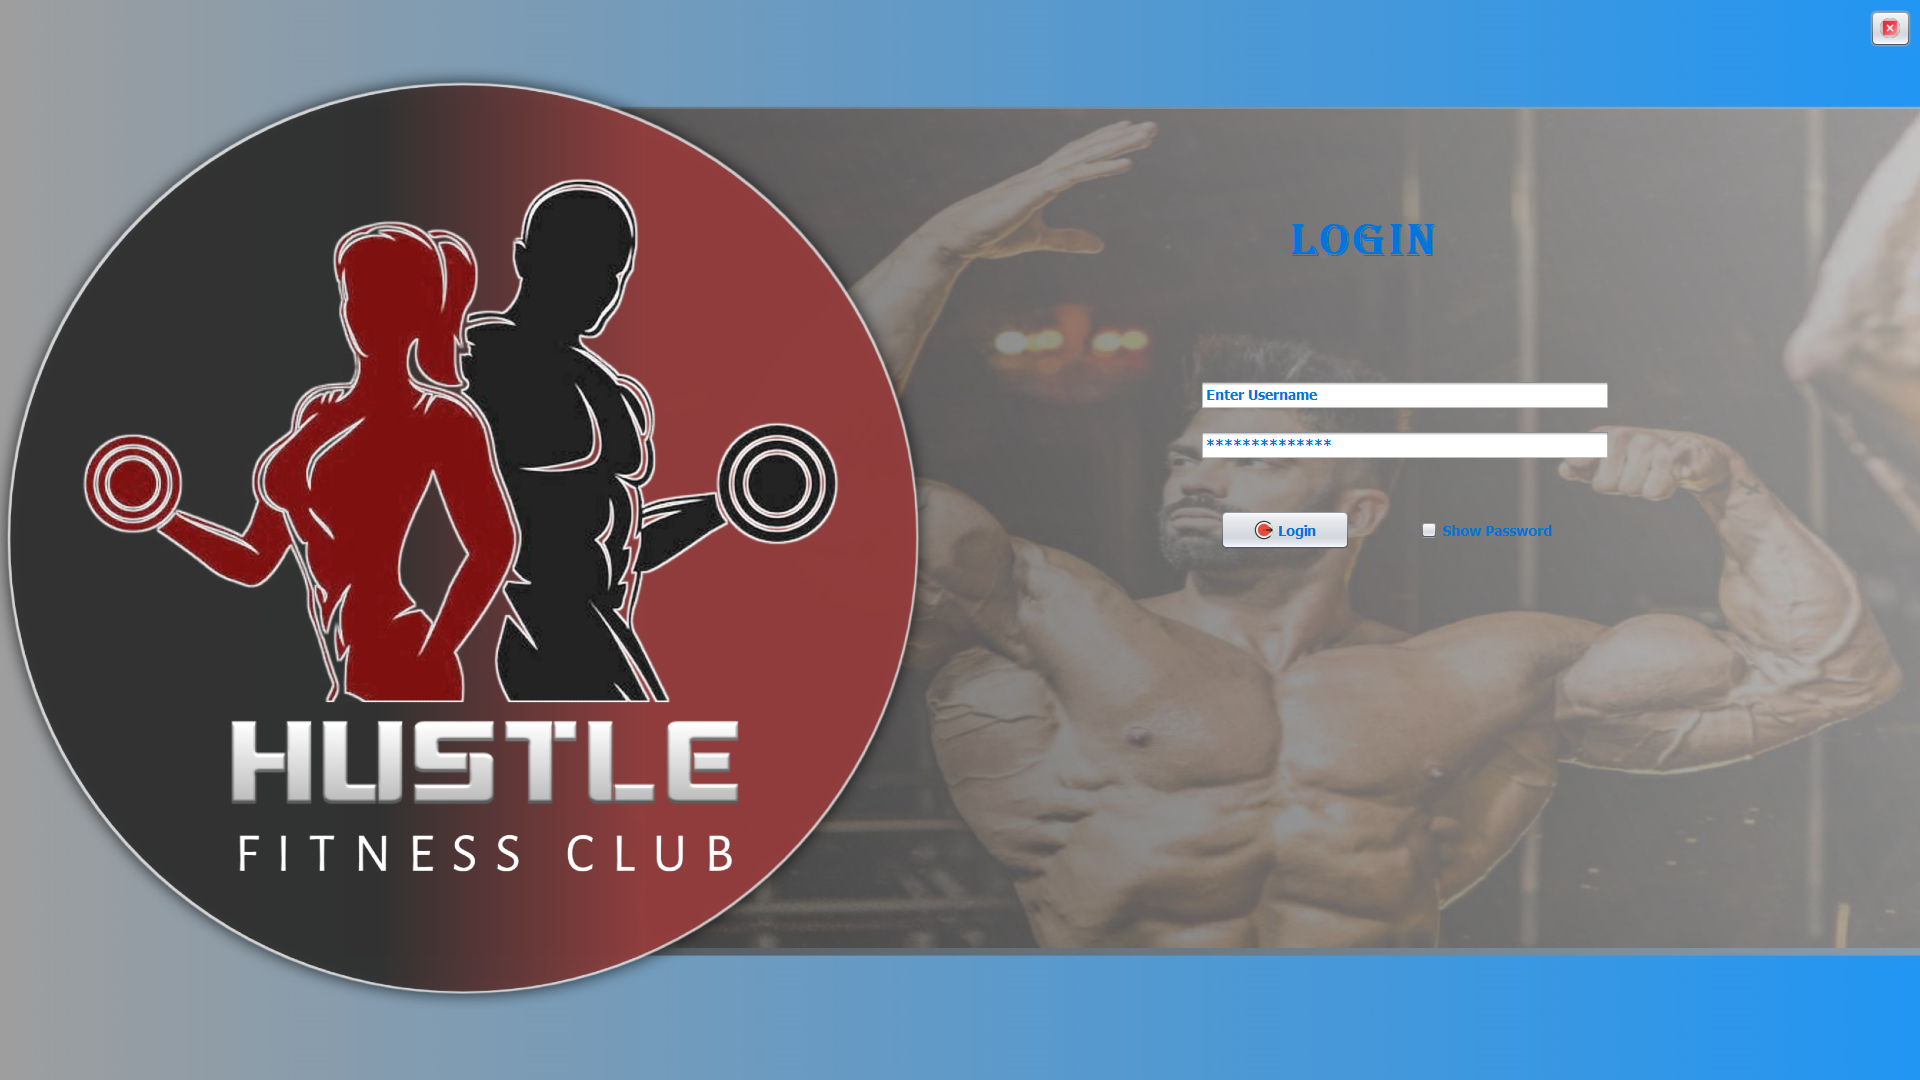 HUSTLE
FITNESS CLUB
LOGIN
Enter Username
**************
Login
Show Password